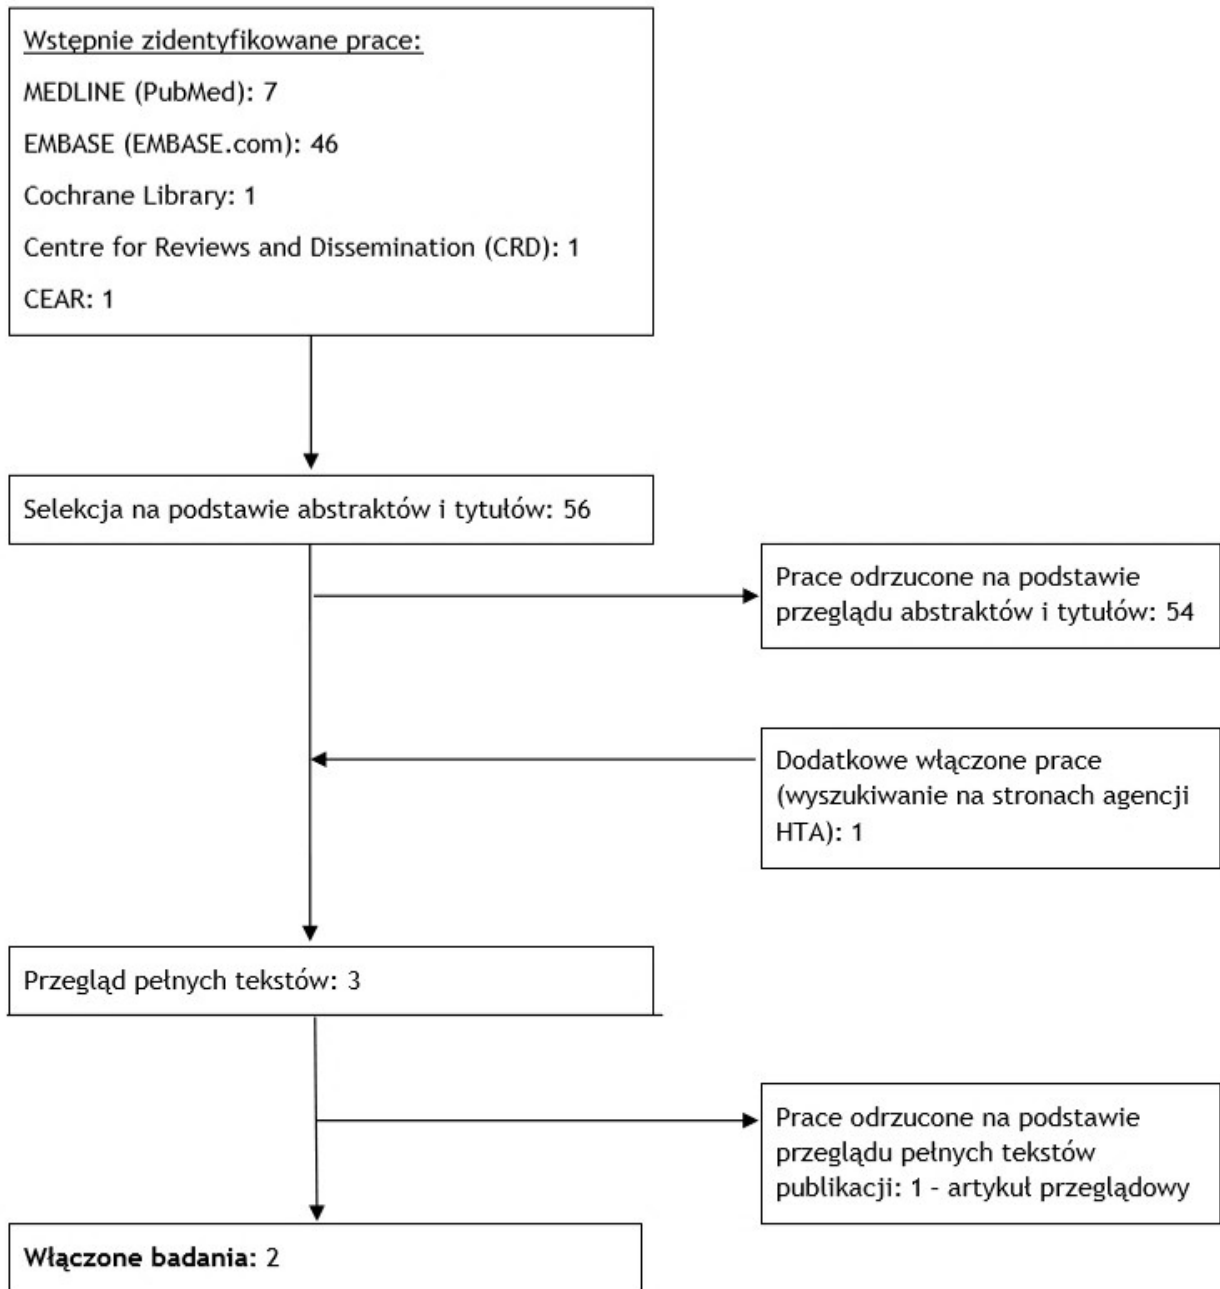 Wstępnie zidentyfikowane prace:
MEDLINE (PubMed): 7
EMBASE (EMBASE.com): 46
Cochrane Library: 1
Centre for Reviews and Dissemination (CRD): 1
CEAR: 1
Selekcja na podstawie abstraktów i tytułów: 56
Prace odrzucone na podstawie
przeglądu abstraktów i tytułów: 54
Dodatkowe włączone prace
(wyszukiwanie na stronach agencji
HTA): 1
Przegląd pełnych tekstów: 3
Prace odrzucone na podstawie
przeglądu pełnych tekstów
publikacji: 1 – artykuł przeglądowy
Włączone badania: 2